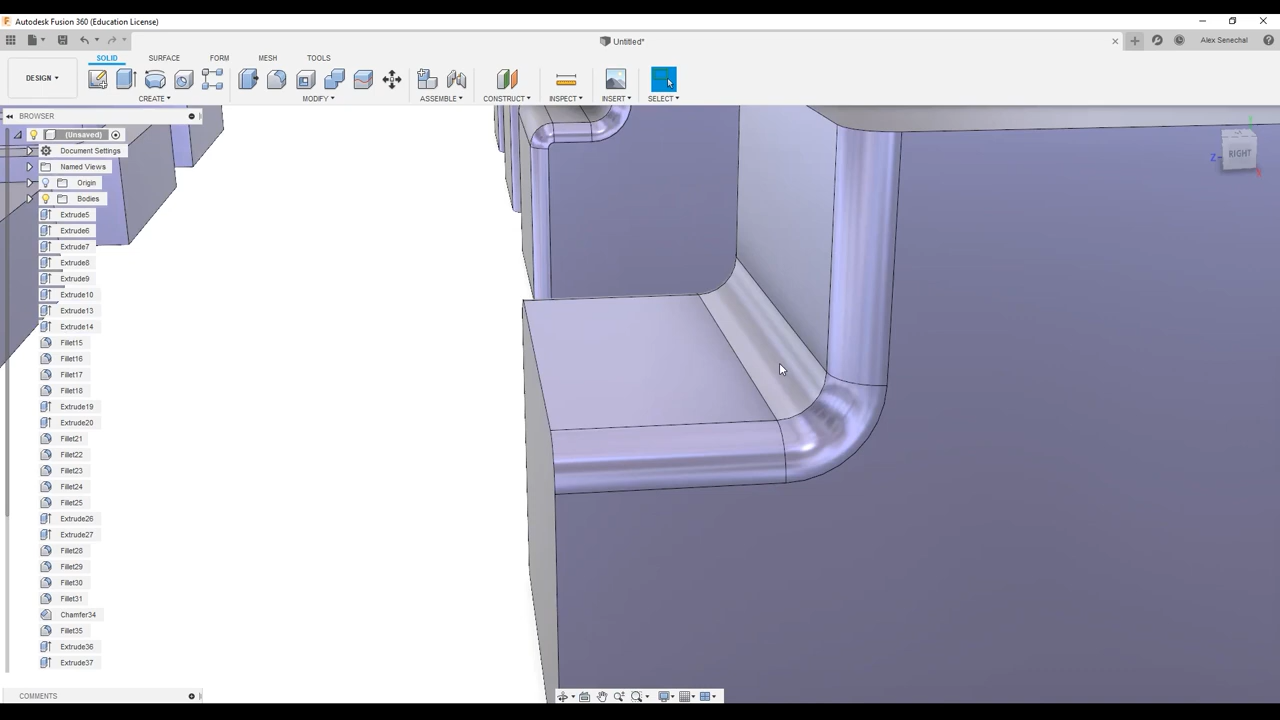 Autodesk Fusion 360 (Education License)
Untitled*
Alex Senechal
SOLID SURFACE FORM MESH TOOLS
DESIGN
CREATE MODIFY ASSEMBLE CONSTRUCT INSPECT INSERT SELECT
BROWSER
(Unsaved)
Document Settings
Named Views
Origin
Bodies
Extrude5
Extrude6
Extrude7
Extrude8
Extrude9
Extrude10
Extrude13
Extrude14
Fillet15
Fillet16
Fillet17
Fillet18
Extrude19
Extrude20
Fillet21
Fillet22
Fillet23
Fillet24
Fillet25
Extrude26
Extrude27
Fillet28
Fillet29
Fillet30
Fillet31
Chamfer34
Fillet35
Extrude36
Extrude37
COMMENTS
Z
RIGHT